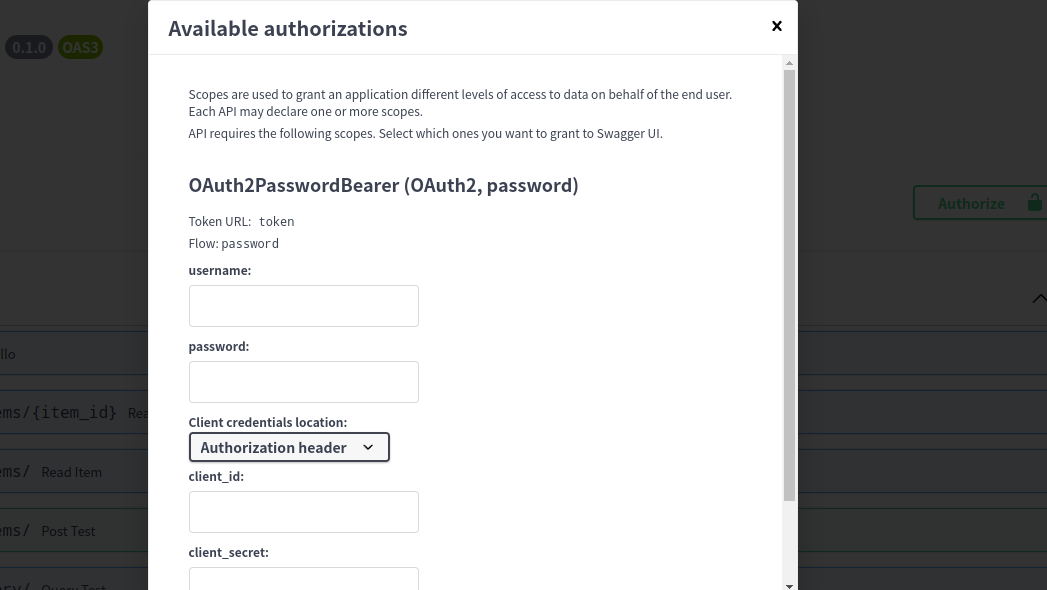 Available authorizations
0.1.0 OAS3
Scopes are used to grant an application different levels of access to data on behalf of the end user.
Each API may declare one or more scopes.
API requires the following scopes. Select which ones you want to grant to Swagger UI.
OAuth2PasswordBearer (OAuth2, password)
Authorize
Token URL: token
Flow: password
username:
password:
llo
ems/{item_id} Rea
Client credentials location:
Authorization header
ems/ Read Item
client_id:
ems/ Post Test
client_secret: